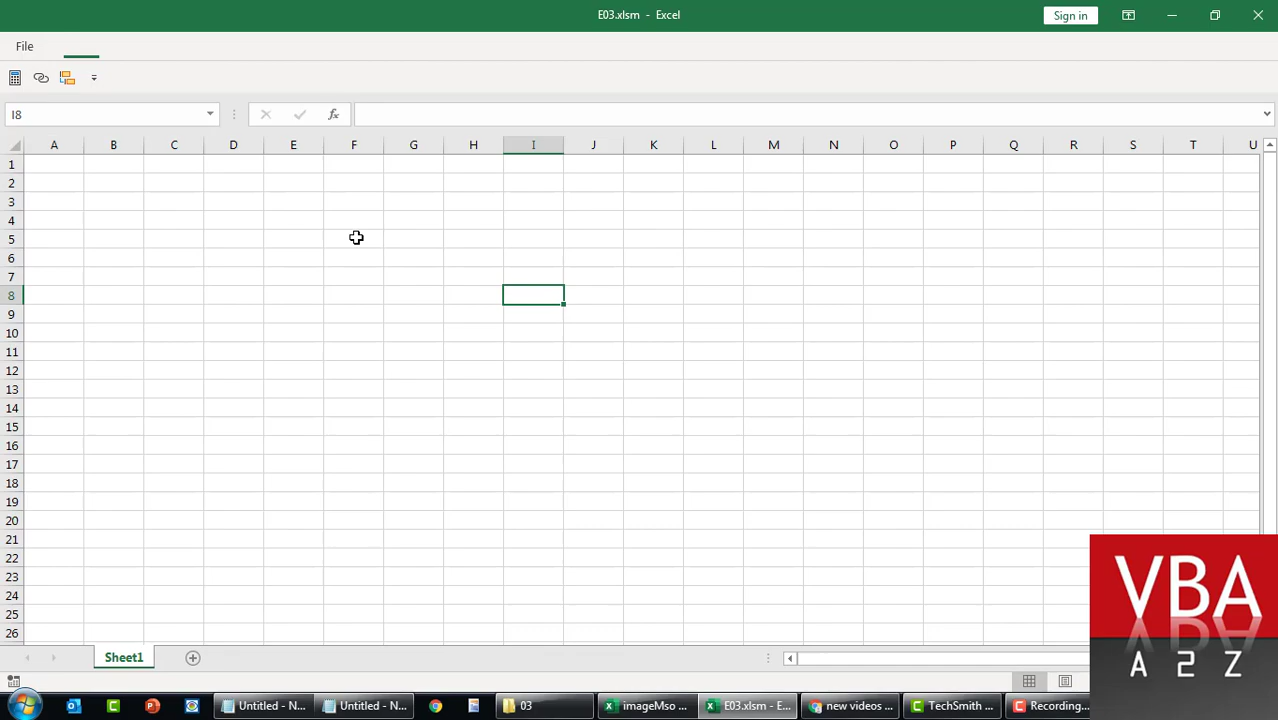 E03.xlsm - Excel
Sign in
File
I8
fx
A B C D E F G H I J K L M N O P Q R S T U
1
2
3
4
5
6
7
8
9
10
11
12
13
14
15
16
17
18
19
20
21
22
23
24
25
26
VBA
A 2 Z
Sheet1
Untitled - N...
Untitled - N...
03
imageMso ...
E03.xlsm - E...
new videos ...
TechSmith ...
Recording...